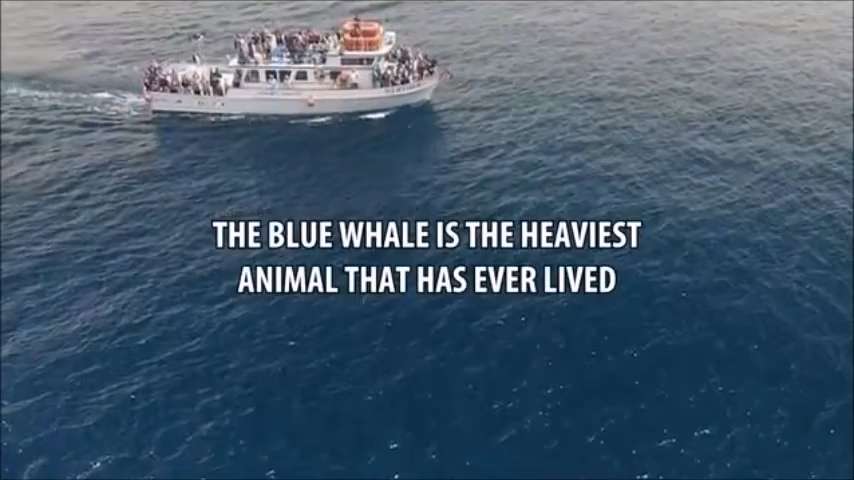 THE BLUE WHALE IS THE HEAVIEST
ANIMAL THAT HAS EVER LIVED